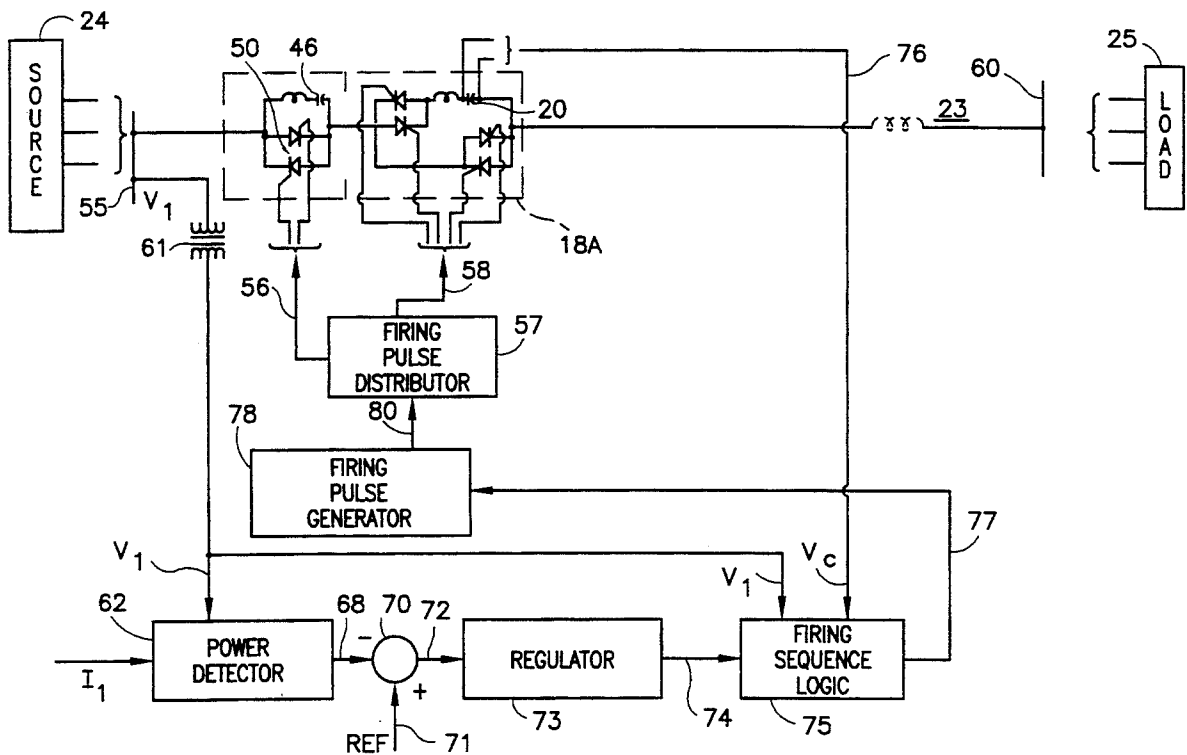 24
SOURCE
50
46
20
76
60
25
LOAD
23
55
V1
61
18A
56
58
FIRING
PULSE
DISTRIBUTOR
57
80
78
FIRING
PULSE
GENERATOR
77
V1
V1
Vc
62
POWER
DETECTOR
68
-
70
72
REGULATOR
FIRING
SEQUENCE
LOGIC
I1
+
73
74
75
REF
71